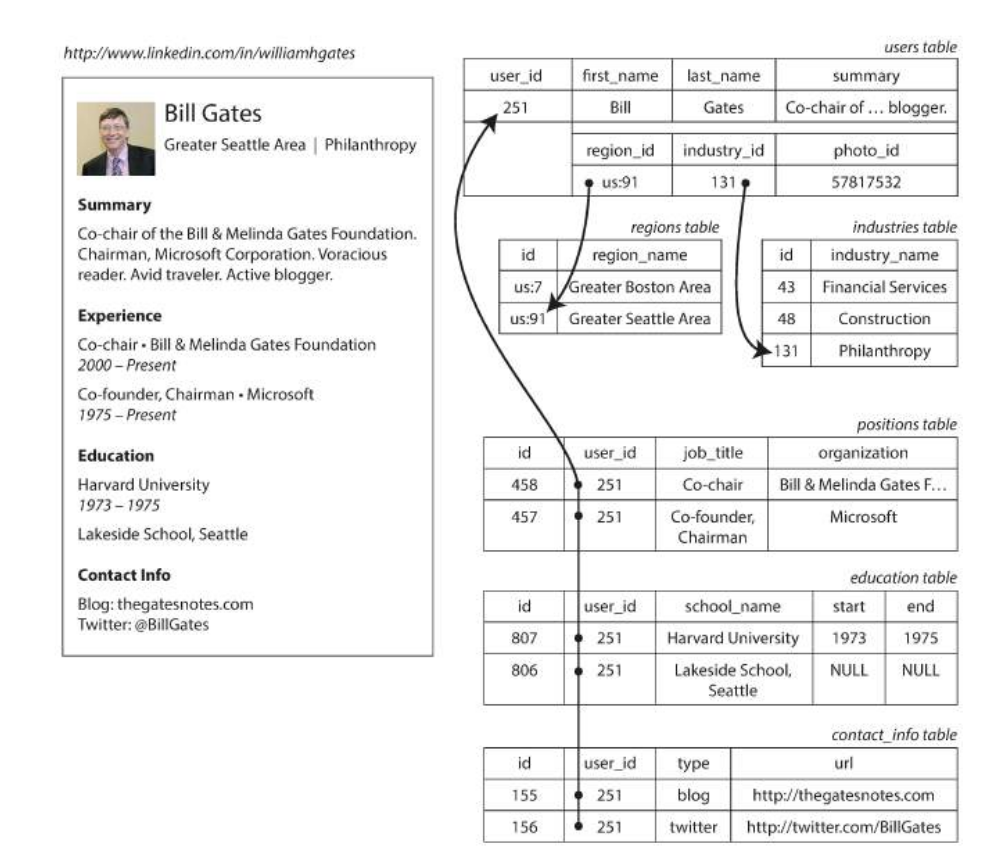 http://www.linkedin.com/in/williamhgates
Bill Gates
Greater Seattle Area | Philanthropy
Summary
Co-chair of the Bill & Melinda Gates Foundation.
Chairman, Microsoft Corporation. Voracious
reader. Avid traveler. Active blogger.
Experience
Co-chair • Bill & Melinda Gates Foundation
2000 – Present
Co-founder, Chairman • Microsoft
1975 – Present
Education
Harvard University
1973 – 1975
Lakeside School, Seattle
Contact Info
Blog: thegatesnotes.com
Twitter: @BillGates
users table
user_id first_name last_name summary
251 Bill Gates Co-chair of … blogger.
region_id industry_id photo_id
us:91 131 57817532
regions table
id region_name
us:7 Greater Boston Area
us:91 Greater Seattle Area
industries table
id industry_name
43 Financial Services
48 Construction
131 Philanthropy
positions table
id user_id job_title organization
458 251 Co-chair Bill & Melinda Gates F…
457 251 Co-founder, Microsoft
Chairman
education table
id user_id school_name start end
807 251 Harvard University 1973 1975
806 251 Lakeside School, NULL NULL
Seattle
contact_info table
id user_id type url
155 251 blog http://thegatesnotes.com
156 251 twitter http://twitter.com/BillGates